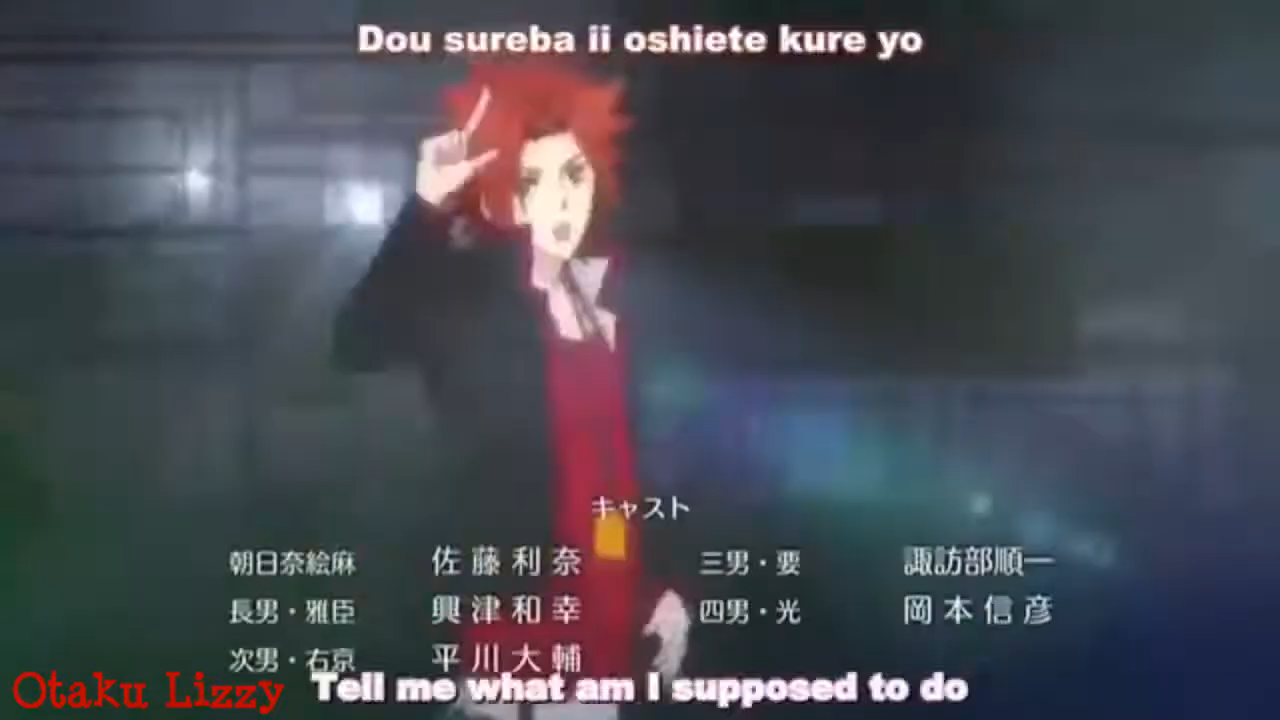 Dou sureba ii oshiete kure yo
キャスト
朝日奈絵麻 佐藤利奈 三男・要 諏訪部順一
長男・雅臣 興津和幸 四男・光 岡本信彦
次男・右京 平川大輔
Tell me what am I supposed to do
Otaku Lizzy